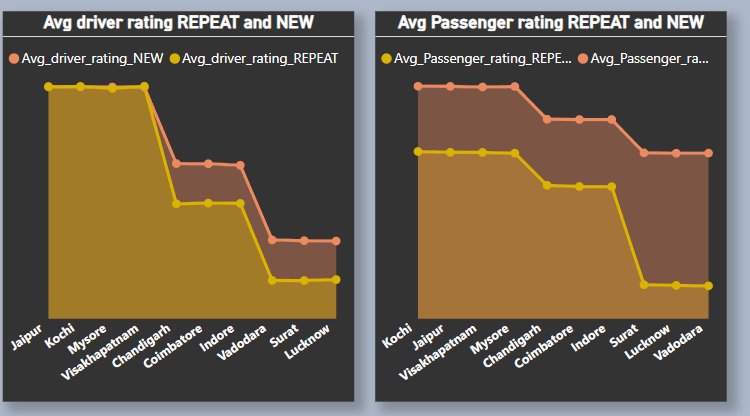 Avg driver rating REPEAT and NEW
Avg_driver_rating_NEW Avg_driver_rating_REPEAT
Jaipur
Kochi
Mysore
Visakhapatnam
Chandigarh
Coimbatore
Indore
Vadodara
Surat
Lucknow
Avg Passenger rating REPEAT and NEW
Avg_Passenger_rating_REPE... Avg_Passenger_ra...
Kochi
Jaipur
Visakhapatnam
Mysore
Chandigarh
Coimbatore
Indore
Surat
Lucknow
Vadodara